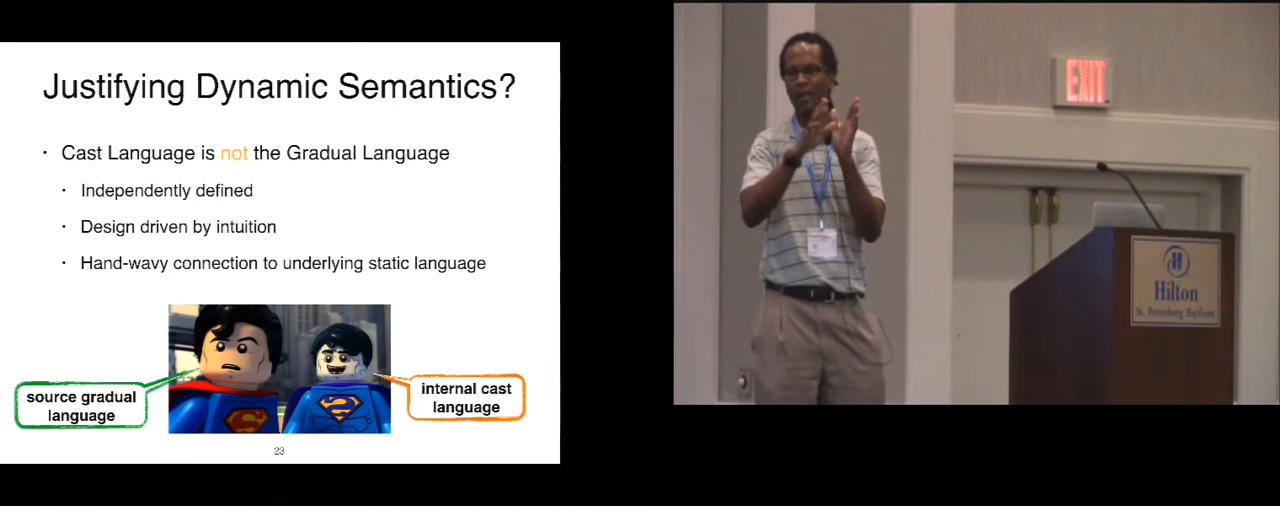 Justifying Dynamic Semantics?
· Cast Language is not the Gradual Language
· Independently defined
· Design driven by intuition
· Hand-wavy connection to underlying static language
source gradual
language
internal cast
language
23
EXIT
Hilton
St. Petersburg Bayfront